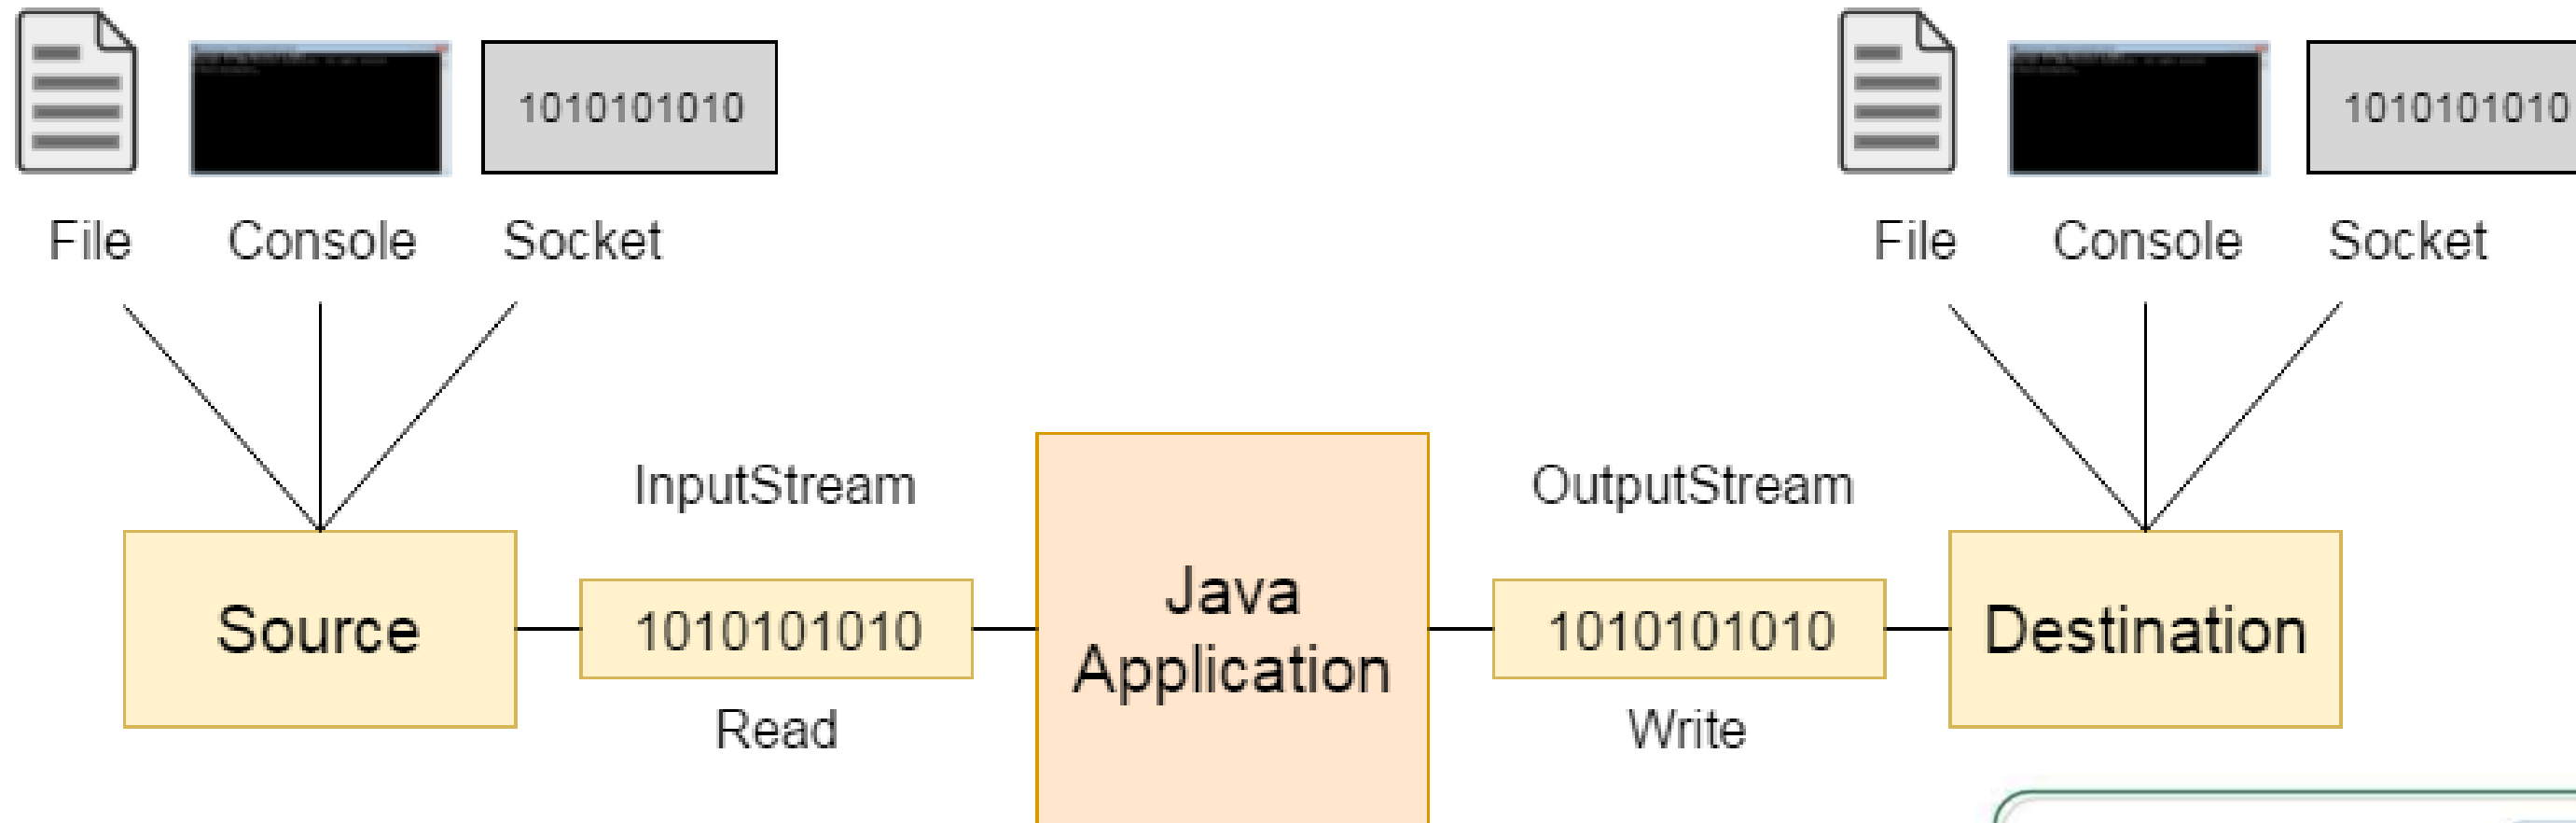 1010101010
1010101010
File Console Socket
File Console Socket
InputStream
OutputStream
Source
1010101010
Java
Application
1010101010
Destination
Read
Write